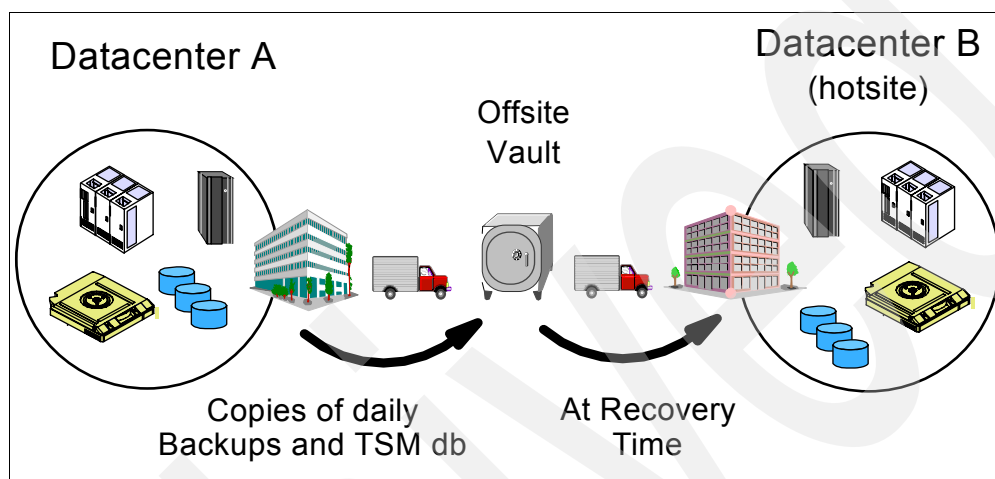 Datacenter A
Datacenter B
(hotsite)
Offsite
Vault
Copies of daily
Backups and TSM db
At Recovery
Time